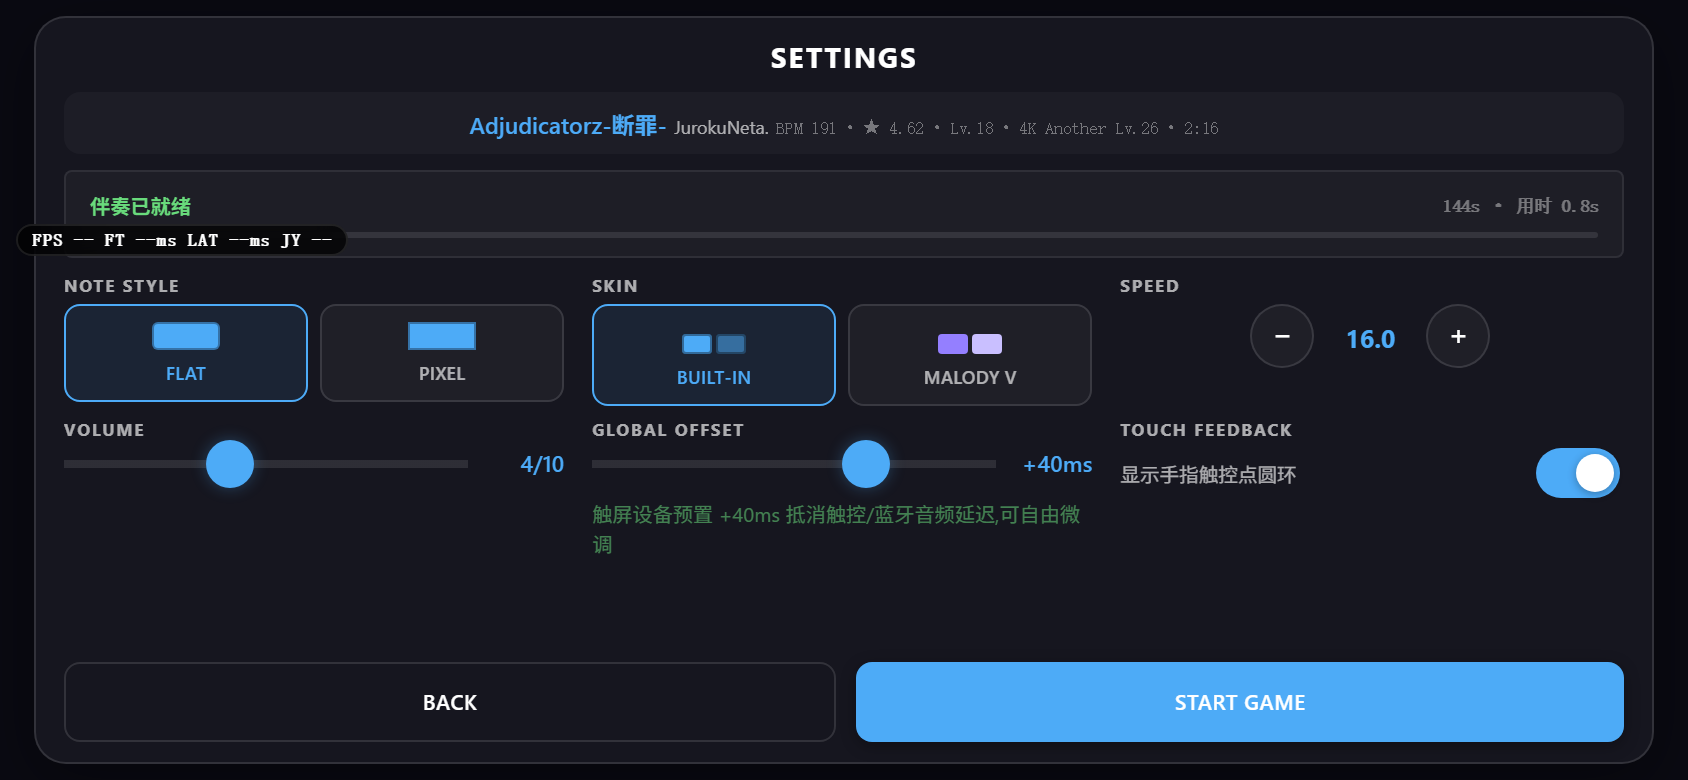 SETTINGS
Adjudicatorz-断罪- JurokuNeta. BPM 191 • ★ 4.62 • Lv.18 • 4K Another Lv.26 • 2:16
伴奏已就绪
144s • 用时 0.8s
FPS -- FT --ms LAT --ms JY --
NOTE STYLE
FLAT
PIXEL
SKIN
BUILT-IN
MALODY V
SPEED
− 16.0 +
VOLUME
4/10
GLOBAL OFFSET
+40ms
触屏设备预置 +40ms 抵消触控/蓝牙音频延迟,可自由微
调
TOUCH FEEDBACK
显示手指触控点圆环
BACK
START GAME